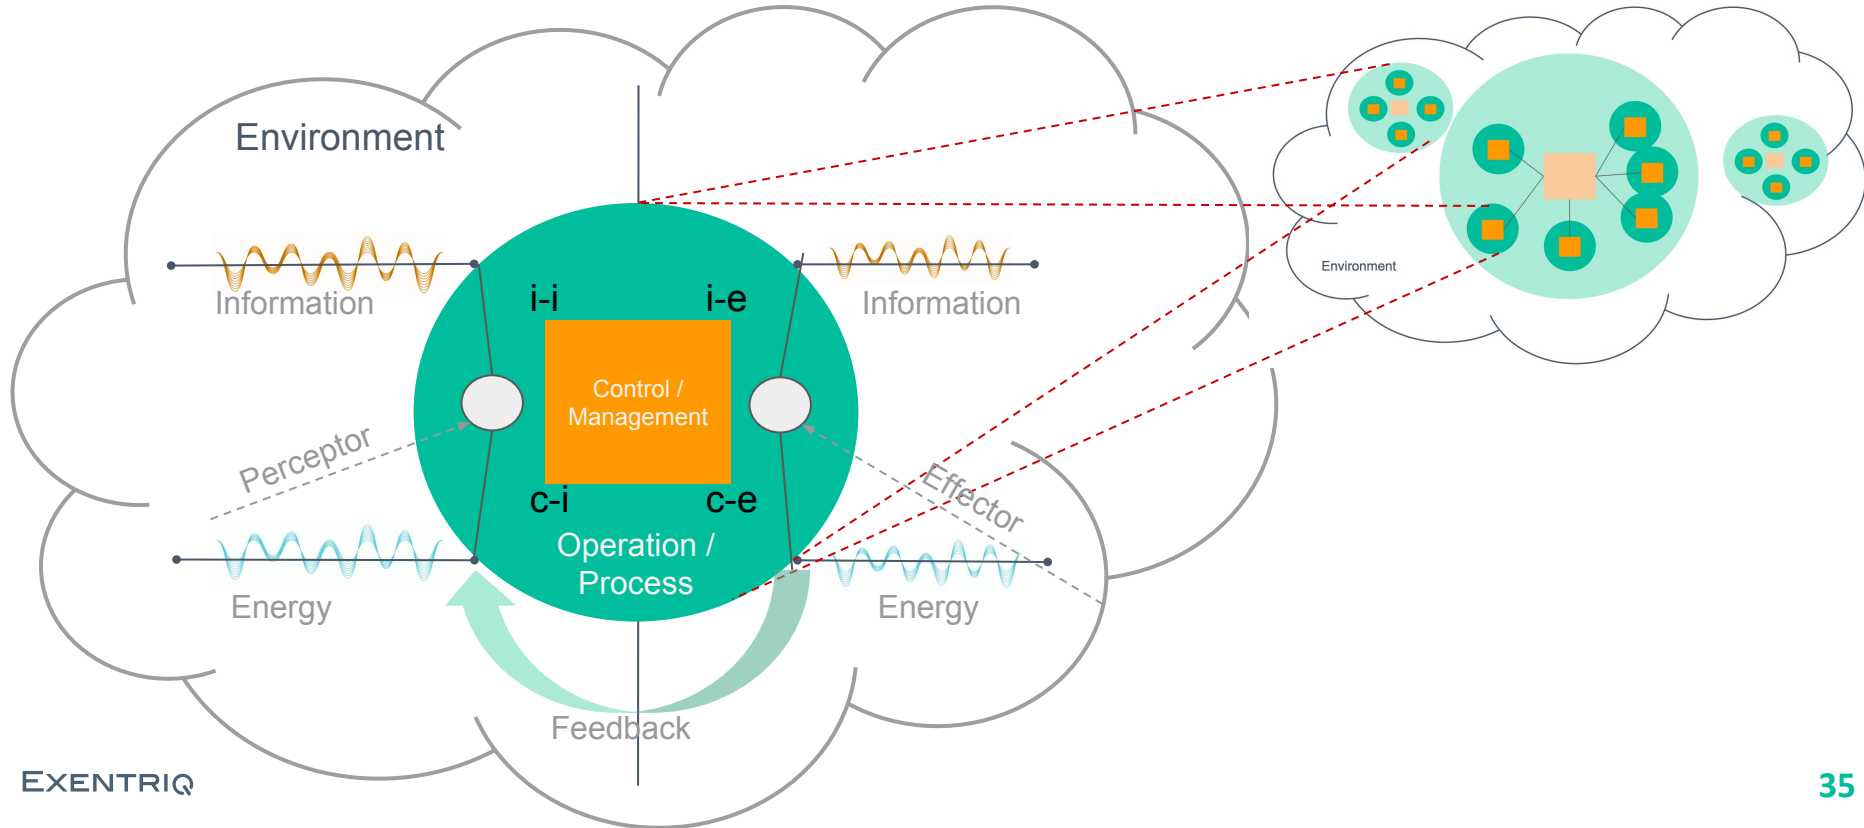 Environment
Information
Information
i-i
i-e
Control /
Management
Perceptor
c-i
c-e
Effector
Operation /
Process
Energy
Energy
Feedback
Environment
EXENTRIQ
35